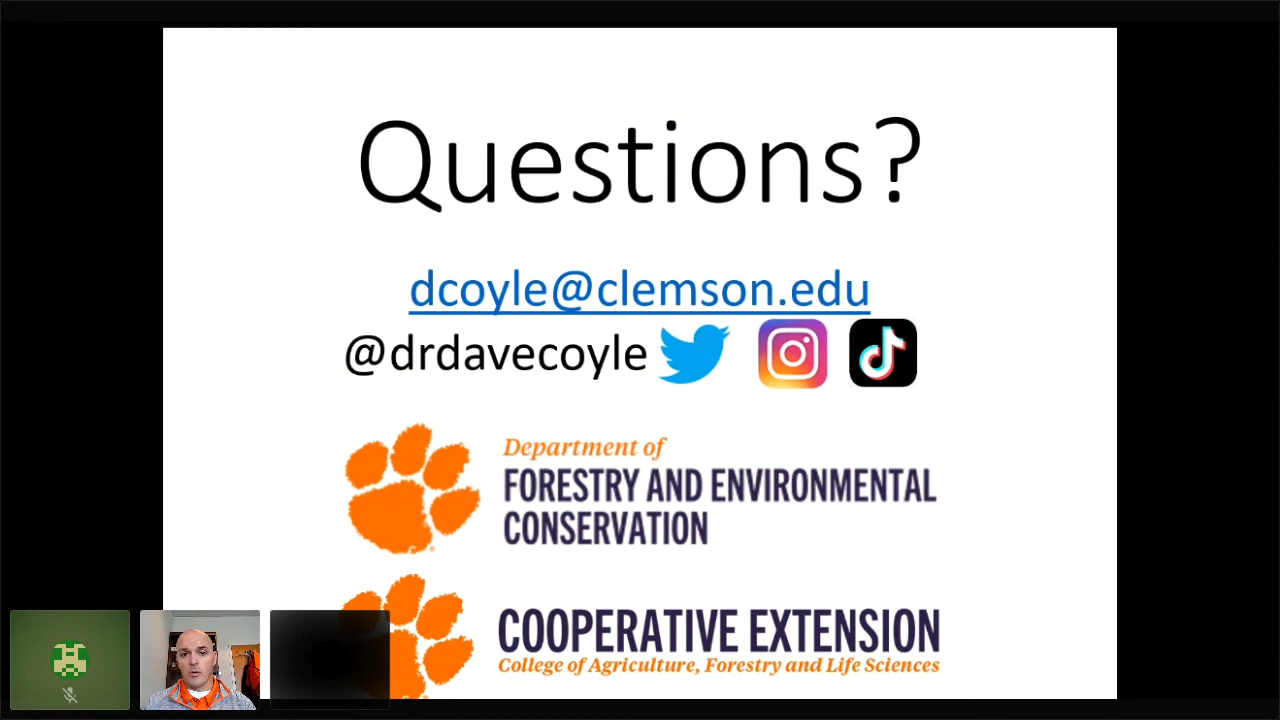 Questions?
dcoyle@clemson.edu
@drdavecoyle
Department of
FORESTRY AND ENVIRONMENTAL
CONSERVATION
COOPERATIVE EXTENSION
College of Agriculture, Forestry and Life Sciences